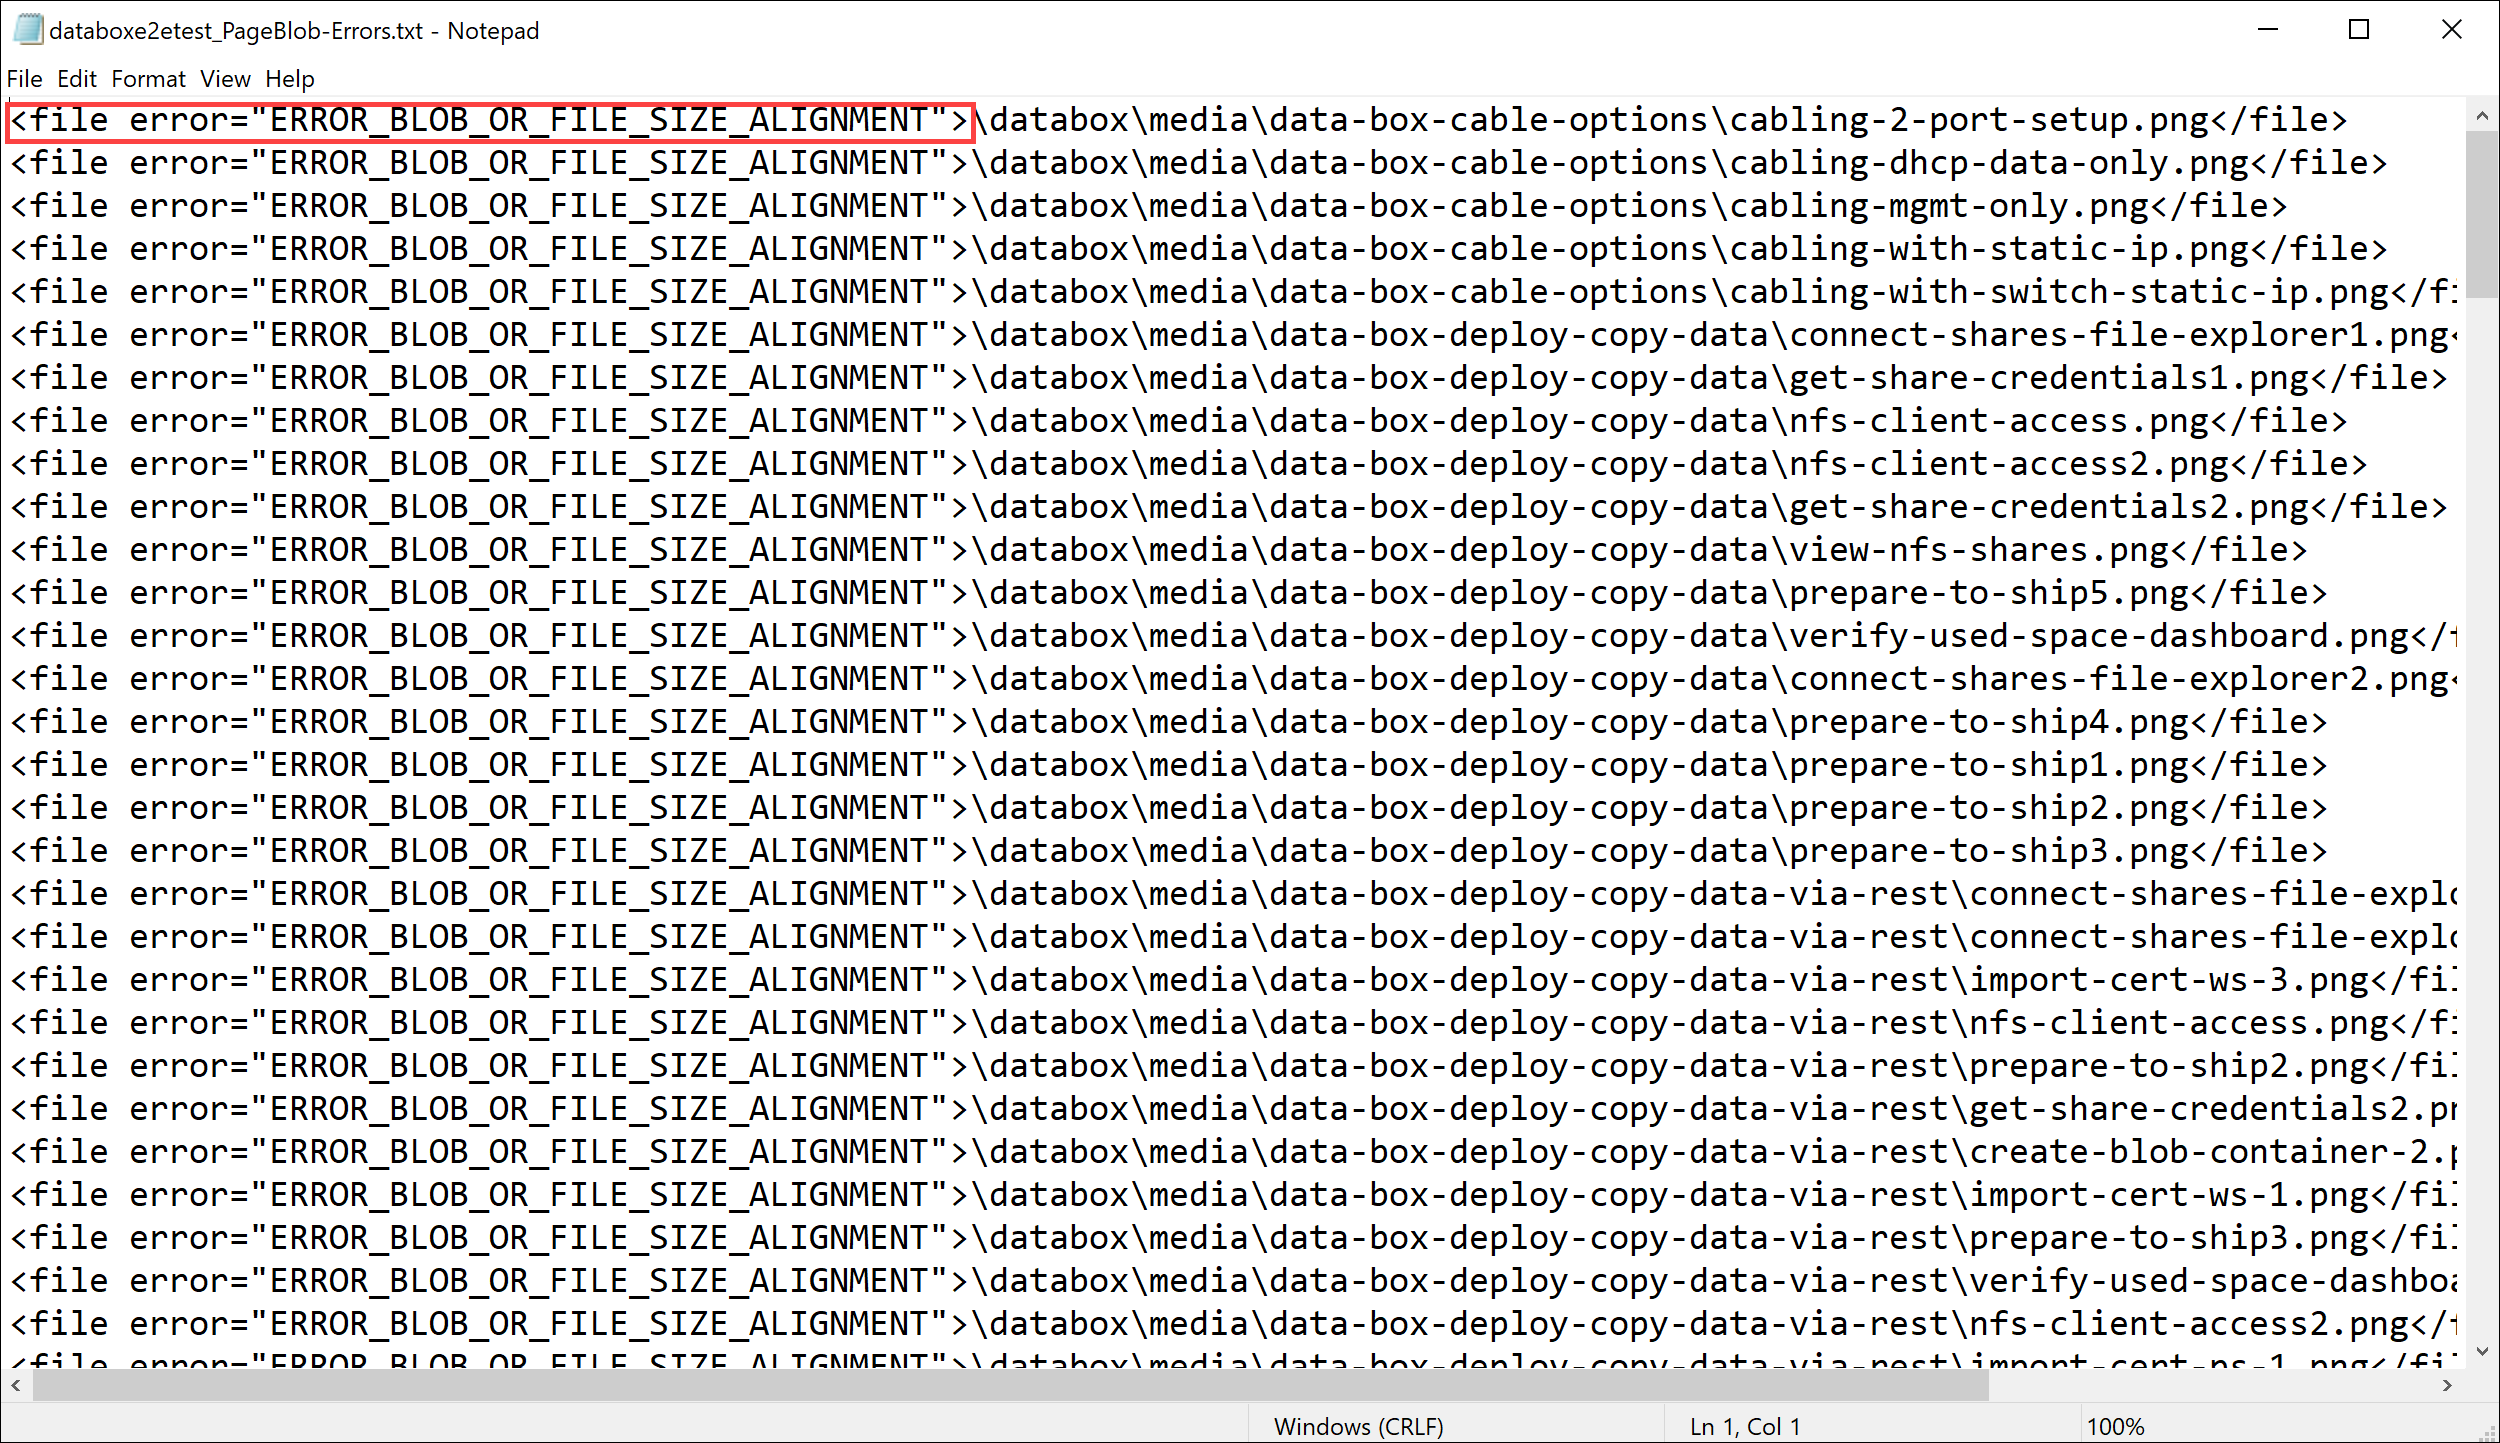 databoxe2etest_PageBlob-Errors.txt - Notepad
File Edit Format View Help
<file error="ERROR_BLOB_OR_FILE_SIZE_ALIGNMENT">\databox\media\data-box-cable-options\cabling-2-port-setup.png</file>
<file error="ERROR_BLOB_OR_FILE_SIZE_ALIGNMENT">\databox\media\data-box-cable-options\cabling-dhcp-data-only.png</file>
<file error="ERROR_BLOB_OR_FILE_SIZE_ALIGNMENT">\databox\media\data-box-cable-options\cabling-mgmt-only.png</file>
<file error="ERROR_BLOB_OR_FILE_SIZE_ALIGNMENT">\databox\media\data-box-cable-options\cabling-with-static-ip.png</file>
<file error="ERROR_BLOB_OR_FILE_SIZE_ALIGNMENT">\databox\media\data-box-cable-options\cabling-with-switch-static-ip.png</fi
<file error="ERROR_BLOB_OR_FILE_SIZE_ALIGNMENT">\databox\media\data-box-deploy-copy-data\connect-shares-file-explorer1.png<
<file error="ERROR_BLOB_OR_FILE_SIZE_ALIGNMENT">\databox\media\data-box-deploy-copy-data\get-share-credentials1.png</file>
<file error="ERROR_BLOB_OR_FILE_SIZE_ALIGNMENT">\databox\media\data-box-deploy-copy-data\nfs-client-access.png</file>
<file error="ERROR_BLOB_OR_FILE_SIZE_ALIGNMENT">\databox\media\data-box-deploy-copy-data\nfs-client-access2.png</file>
<file error="ERROR_BLOB_OR_FILE_SIZE_ALIGNMENT">\databox\media\data-box-deploy-copy-data\get-share-credentials2.png</file>
<file error="ERROR_BLOB_OR_FILE_SIZE_ALIGNMENT">\databox\media\data-box-deploy-copy-data\view-nfs-shares.png</file>
<file error="ERROR_BLOB_OR_FILE_SIZE_ALIGNMENT">\databox\media\data-box-deploy-copy-data\prepare-to-ship5.png</file>
<file error="ERROR_BLOB_OR_FILE_SIZE_ALIGNMENT">\databox\media\data-box-deploy-copy-data\verify-used-space-dashboard.png</f
<file error="ERROR_BLOB_OR_FILE_SIZE_ALIGNMENT">\databox\media\data-box-deploy-copy-data\connect-shares-file-explorer2.png<
<file error="ERROR_BLOB_OR_FILE_SIZE_ALIGNMENT">\databox\media\data-box-deploy-copy-data\prepare-to-ship4.png</file>
<file error="ERROR_BLOB_OR_FILE_SIZE_ALIGNMENT">\databox\media\data-box-deploy-copy-data\prepare-to-ship1.png</file>
<file error="ERROR_BLOB_OR_FILE_SIZE_ALIGNMENT">\databox\media\data-box-deploy-copy-data\prepare-to-ship2.png</file>
<file error="ERROR_BLOB_OR_FILE_SIZE_ALIGNMENT">\databox\media\data-box-deploy-copy-data\prepare-to-ship3.png</file>
<file error="ERROR_BLOB_OR_FILE_SIZE_ALIGNMENT">\databox\media\data-box-deploy-copy-data-via-rest\connect-shares-file-explo
<file error="ERROR_BLOB_OR_FILE_SIZE_ALIGNMENT">\databox\media\data-box-deploy-copy-data-via-rest\connect-shares-file-explo
<file error="ERROR_BLOB_OR_FILE_SIZE_ALIGNMENT">\databox\media\data-box-deploy-copy-data-via-rest\import-cert-ws-3.png</fil
<file error="ERROR_BLOB_OR_FILE_SIZE_ALIGNMENT">\databox\media\data-box-deploy-copy-data-via-rest\nfs-client-access.png</fi
<file error="ERROR_BLOB_OR_FILE_SIZE_ALIGNMENT">\databox\media\data-box-deploy-copy-data-via-rest\prepare-to-ship2.png</fil
<file error="ERROR_BLOB_OR_FILE_SIZE_ALIGNMENT">\databox\media\data-box-deploy-copy-data-via-rest\get-share-credentials2.pn
<file error="ERROR_BLOB_OR_FILE_SIZE_ALIGNMENT">\databox\media\data-box-deploy-copy-data-via-rest\create-blob-container-2.p
<file error="ERROR_BLOB_OR_FILE_SIZE_ALIGNMENT">\databox\media\data-box-deploy-copy-data-via-rest\import-cert-ws-1.png</fil
<file error="ERROR_BLOB_OR_FILE_SIZE_ALIGNMENT">\databox\media\data-box-deploy-copy-data-via-rest\prepare-to-ship3.png</fil
<file error="ERROR_BLOB_OR_FILE_SIZE_ALIGNMENT">\databox\media\data-box-deploy-copy-data-via-rest\verify-used-space-dashboa
<file error="ERROR_BLOB_OR_FILE_SIZE_ALIGNMENT">\databox\media\data-box-deploy-copy-data-via-rest\nfs-client-access2.png</f
<file error="ERROR_BLOB_OR_FILE_SIZE_ALIGNMENT">\databox\media\data-box-deploy-copy-data-via-rest\import-cert-ps-1.png</fil
Windows (CRLF) Ln 1, Col 1 100%